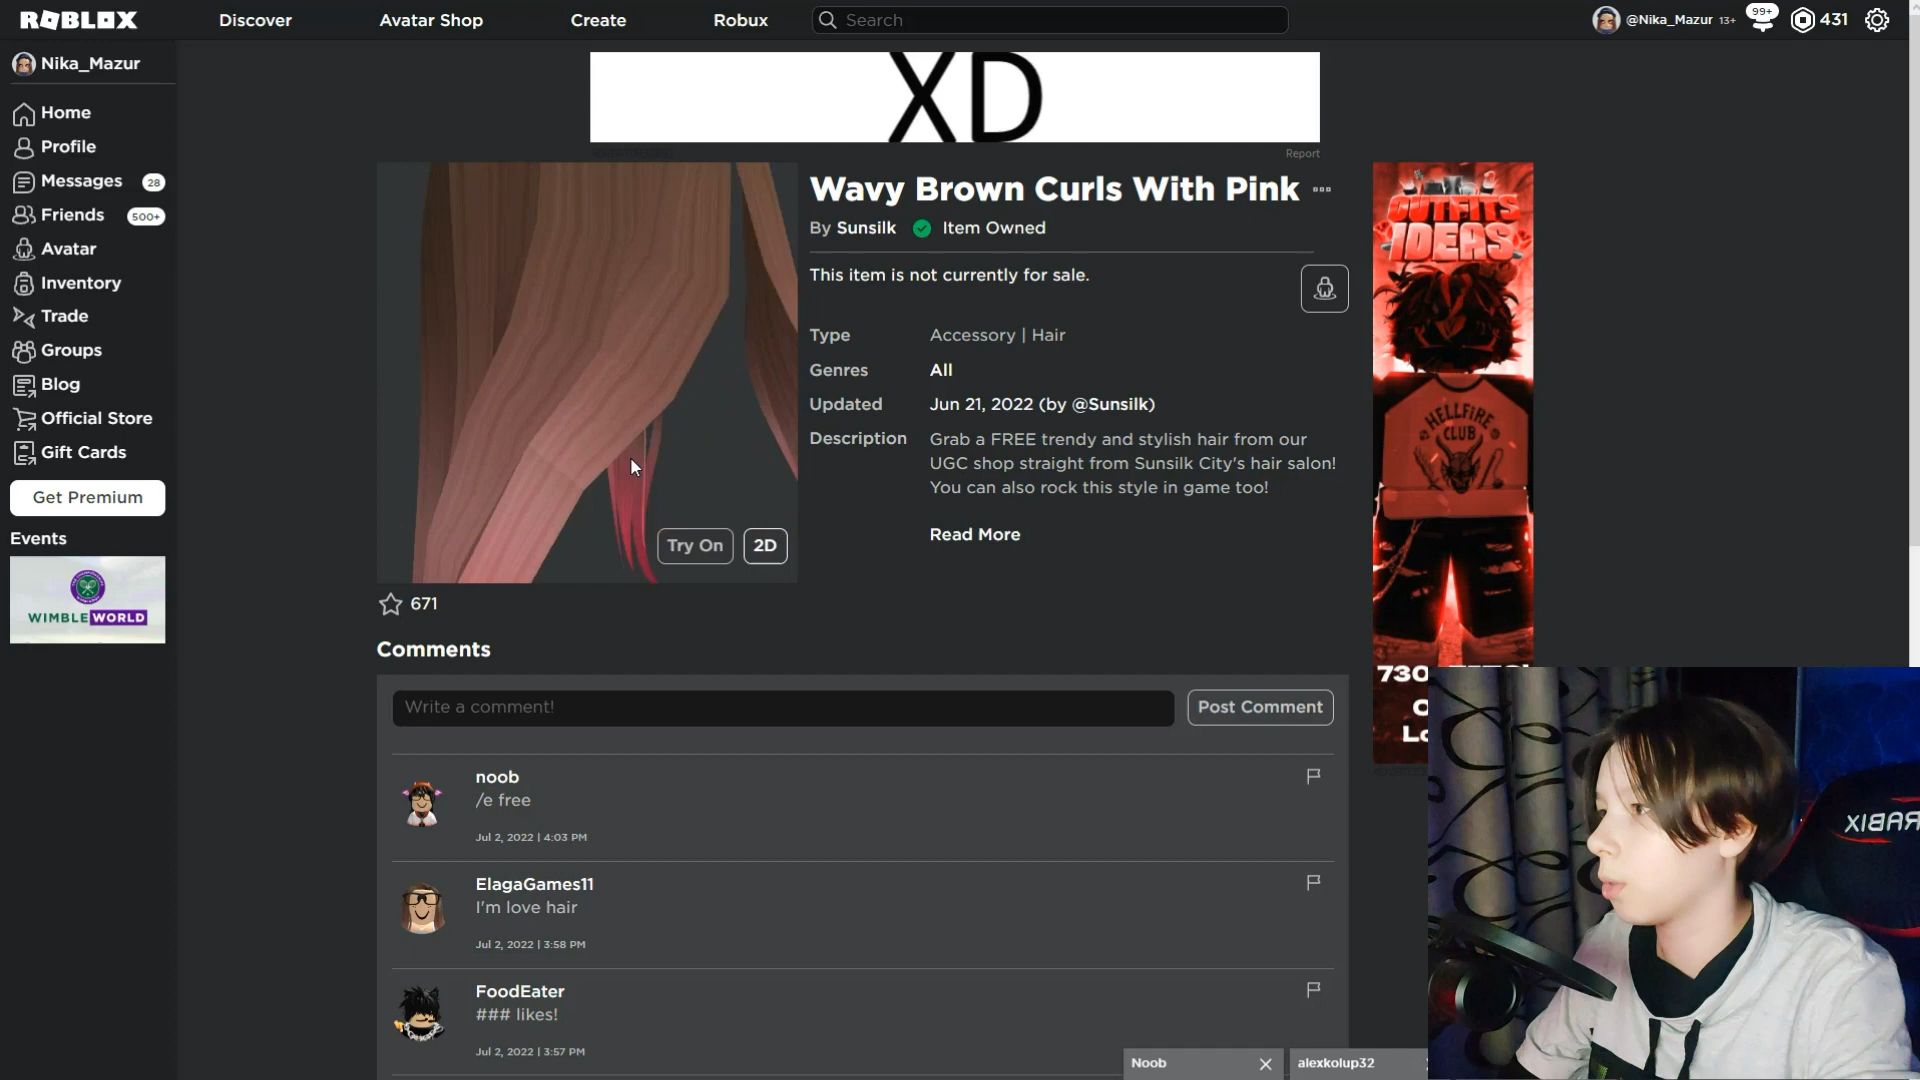 ROBLOX
Discover
Avatar Shop
Create
Robux
Search
@Nika_Mazur 13+
99+
431
Nika_Mazur
Home
Profile
Messages 28
Friends 500+
Avatar
Inventory
Trade
Groups
Blog
Official Store
Gift Cards
Get Premium
Events
WIMBLEWORLD
XD
Report
Wavy Brown Curls With Pink
By Sunsilk Item Owned
This item is not currently for sale.
Type Accessory | Hair
Genres All
Updated Jun 21, 2022 (by @Sunsilk)
Description Grab a FREE trendy and stylish hair from our
UGC shop straight from Sunsilk City's hair salon!
You can also rock this style in game too!
Read More
Try On
2D
671
OUTFITS
IDEAS
HELLFIRE
CLUB
730
Comments
Write a comment!
Post Comment
noob
/e free
Jul 2, 2022 | 4:03 PM
ElagaGames11
I'm love hair
Jul 2, 2022 | 3:58 PM
FoodEater
### likes!
Jul 2, 2022 | 3:57 PM
Noob
alexkolup32